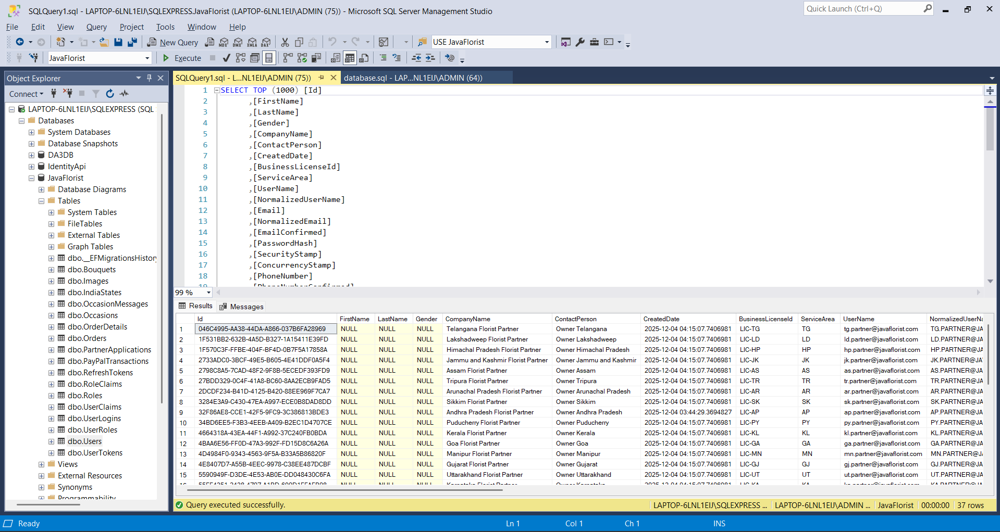 SQLQuery1.sql - LAPTOP-6LNL1EIJ\SQLEXPRESS.JavaFlorist (LAPTOP-6LNL1EIJ\ADMIN (75)) - Microsoft SQL Server Management Studio
Quick Launch (Ctrl+Q)
File Edit View Query Project Tools Window Help
New Query
MDX DMX XMLA DAX
USE JavaFlorist
JavaFlorist
Execute
Object Explorer
Connect
LAPTOP-6LNL1EIJ\SQLEXPRESS (SQL
Databases
System Databases
Database Snapshots
DA3DB
IdentityApi
JavaFlorist
Database Diagrams
Tables
System Tables
FileTables
External Tables
Graph Tables
dbo.__EFMigrationsHistory
dbo.Bouquets
dbo.Images
dbo.IndiaStates
dbo.OccasionMessages
dbo.Occasions
dbo.OrderDetails
dbo.Orders
dbo.PartnerApplications
dbo.PayPalTransactions
dbo.RefreshTokens
dbo.RoleClaims
dbo.Roles
dbo.UserClaims
dbo.UserLogins
dbo.UserRoles
dbo.Users
dbo.UserTokens
Views
External Resources
Synonyms
Programmability
SQLQuery1.sql - L...NL1EIJ\ADMIN (75)) database.sql - LAP...NL1EIJ\ADMIN (64))
1 SELECT TOP (1000) [Id]
2 ,[FirstName]
3 ,[LastName]
4 ,[Gender]
5 ,[CompanyName]
6 ,[ContactPerson]
7 ,[CreatedDate]
8 ,[BusinessLicenseId]
9 ,[ServiceArea]
10 ,[UserName]
11 ,[NormalizedUserName]
12 ,[Email]
13 ,[NormalizedEmail]
14 ,[EmailConfirmed]
15 ,[PasswordHash]
16 ,[SecurityStamp]
17 ,[ConcurrencyStamp]
18 ,[PhoneNumber]
19 ,[PhoneNumberConfirmed]
99 %
Results Messages
Id FirstName LastName Gender CompanyName ContactPerson CreatedDate BusinessLicenseId ServiceArea UserName NormalizedUserNa
1 046C4995-AA38-44DA-A866-037B6FA28969 NULL NULL NULL Telangana Florist Partner Owner Telangana 2025-12-04 04:15:07.7406981 LIC-TG TG tg.partner@javaflorist.com TG.PARTNER@JA
2 1F531BB2-632B-4A5D-B327-1A15411E39FD NULL NULL NULL Lakshadweep Florist Partner Owner Lakshadweep 2025-12-04 04:15:07.7406981 LIC-LD LD ld.partner@javaflorist.com LD.PARTNER@JA
3 1F570C3F-FFBE-404F-BF4D-0B7F5A17858A NULL NULL NULL Himachal Pradesh Florist Partner Owner Himachal Pradesh 2025-12-04 04:15:07.7406981 LIC-HP HP hp.partner@javaflorist.com HP.PARTNER@JA
4 2733ADC0-3BCF-49E5-B605-4E41DDF0A5F4 NULL NULL NULL Jammu and Kashmir Florist Partner Owner Jammu and Kashmir 2025-12-04 04:15:07.7406981 LIC-JK JK jk.partner@javaflorist.com JK.PARTNER@JA
5 2798C8A5-7CAD-48F2-9F8B-5ECEDF393FD9 NULL NULL NULL Assam Florist Partner Owner Assam 2025-12-04 04:15:07.7406981 LIC-AS AS as.partner@javaflorist.com AS.PARTNER@JA
6 27BDD329-0C4F-41A8-BC60-8AA2ECB9FAD5 NULL NULL NULL Tripura Florist Partner Owner Tripura 2025-12-04 04:15:07.7406981 LIC-TR TR tr.partner@javaflorist.com TR.PARTNER@JA
7 2DCDF234-B41D-4125-B420-88EE969F7CA7 NULL NULL NULL Arunachal Pradesh Florist Partner Owner Arunachal Pradesh 2025-12-04 04:15:07.7406981 LIC-AR AR ar.partner@javaflorist.com AR.PARTNER@JA
8 3284E3A9-C430-47EA-A997-ECE0B8DAD8DD NULL NULL NULL Sikkim Florist Partner Owner Sikkim 2025-12-04 04:15:07.7406981 LIC-SK SK sk.partner@javaflorist.com SK.PARTNER@JA
9 32F86AE8-CCE1-42F5-9FC9-3C386813BDE3 NULL NULL NULL Andhra Pradesh Florist Partner Owner Andhra Pradesh 2025-12-04 03:44:29.3694827 LIC-AP AP ap.partner@javaflorist.com AP.PARTNER@JA
10 34BD6EE5-F3B3-4EEB-A409-B2EC1D4707CE NULL NULL NULL Puducherry Florist Partner Owner Puducherry 2025-12-04 04:15:07.7406981 LIC-PY PY py.partner@javaflorist.com PY.PARTNER@JA
11 4664318A-43EA-44F1-A992-37C240FB0BDA NULL NULL NULL Kerala Florist Partner Owner Kerala 2025-12-04 04:15:07.7406981 LIC-KL KL kl.partner@javaflorist.com KL.PARTNER@JA
12 4BAA6E56-FF0D-47A3-992F-FD15D8C6A26A NULL NULL NULL Goa Florist Partner Owner Goa 2025-12-04 04:15:07.7406981 LIC-GA GA ga.partner@javaflorist.com GA.PARTNER@JA
13 4D4984F0-9343-4563-9F5A-B33A5B86820F NULL NULL NULL Manipur Florist Partner Owner Manipur 2025-12-04 04:15:07.7406981 LIC-MN MN mn.partner@javaflorist.com MN.PARTNER@JA
14 4E8407D7-A55B-4EEC-9978-C38EE487DCBF NULL NULL NULL Gujarat Florist Partner Owner Gujarat 2025-12-04 04:15:07.7406981 LIC-GJ GJ gj.partner@javaflorist.com GJ.PARTNER@JA
15 5590949F-D3DE-4E53-AB0E-DD048430C6FA NULL NULL NULL Uttarakhand Florist Partner Owner Uttarakhand 2025-12-04 04:15:07.7406981 LIC-UT UT ut.partner@javaflorist.com UT.PARTNER@JA
Query executed successfully. LAPTOP-6LNL1EIJ\SQLEXPRESS ... LAPTOP-6LNL1EIJ\ADMIN ... JavaFlorist 00:00:00 37 rows
Ready Ln 1 Col 1 Ch 1 INS